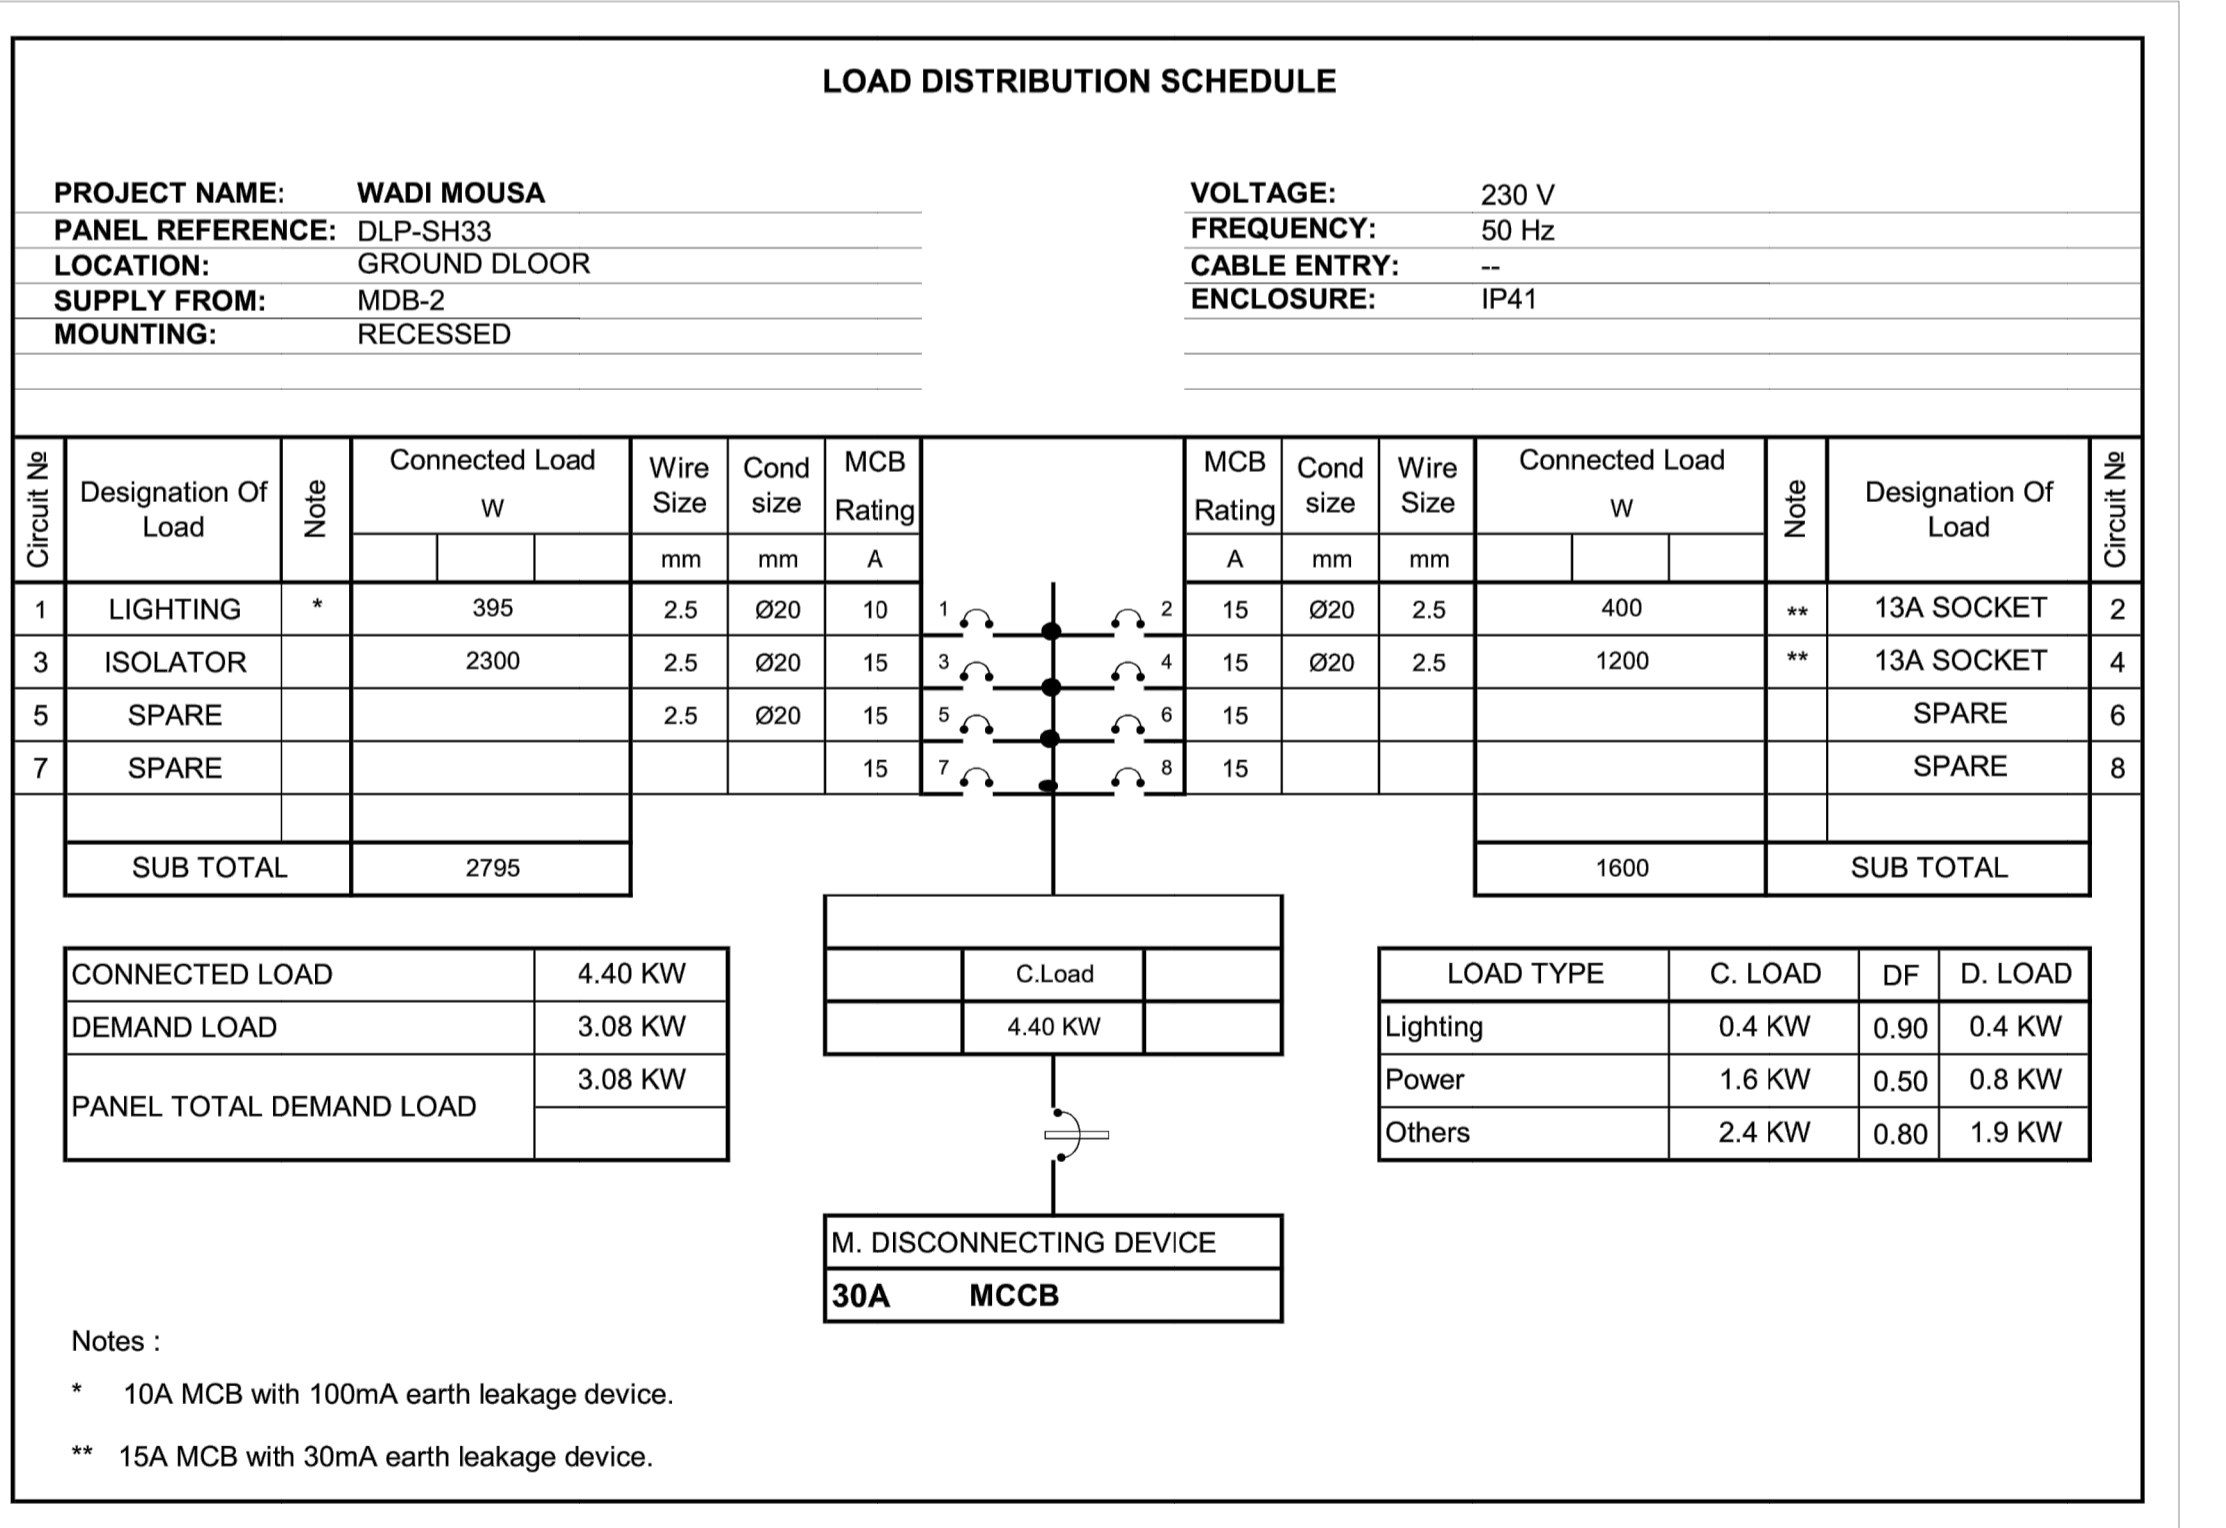 LOAD DISTRIBUTION SCHEDULE
PROJECT NAME: WADI MOUSA
PANEL REFERENCE: DLP-SH33
LOCATION: GROUND DLOOR
SUPPLY FROM: MDB-2
MOUNTING: RECESSED
VOLTAGE: 230 V
FREQUENCY: 50 Hz
CABLE ENTRY: --
ENCLOSURE: IP41
Circuit № Designation Of Load Note Connected Load W Wire Size mm Cond size mm MCB Rating A MCB Rating A Cond size mm Wire Size mm Connected Load W Note Designation Of Load Circuit №
1 LIGHTING * 395 2.5 Ø20 10 1 2 15 Ø20 2.5 400 ** 13A SOCKET 2
3 ISOLATOR 2300 2.5 Ø20 15 3 4 15 Ø20 2.5 1200 ** 13A SOCKET 4
5 SPARE 2.5 Ø20 15 5 6 15 SPARE 6
7 SPARE 15 7 8 15 SPARE 8
SUB TOTAL 2795 1600 SUB TOTAL
CONNECTED LOAD 4.40 KW
DEMAND LOAD 3.08 KW
PANEL TOTAL DEMAND LOAD 3.08 KW
C.Load
4.40 KW
LOAD TYPE C. LOAD DF D. LOAD
Lighting 0.4 KW 0.90 0.4 KW
Power 1.6 KW 0.50 0.8 KW
Others 2.4 KW 0.80 1.9 KW
M. DISCONNECTING DEVICE
30A MCCB
Notes :
* 10A MCB with 100mA earth leakage device.
** 15A MCB with 30mA earth leakage device.